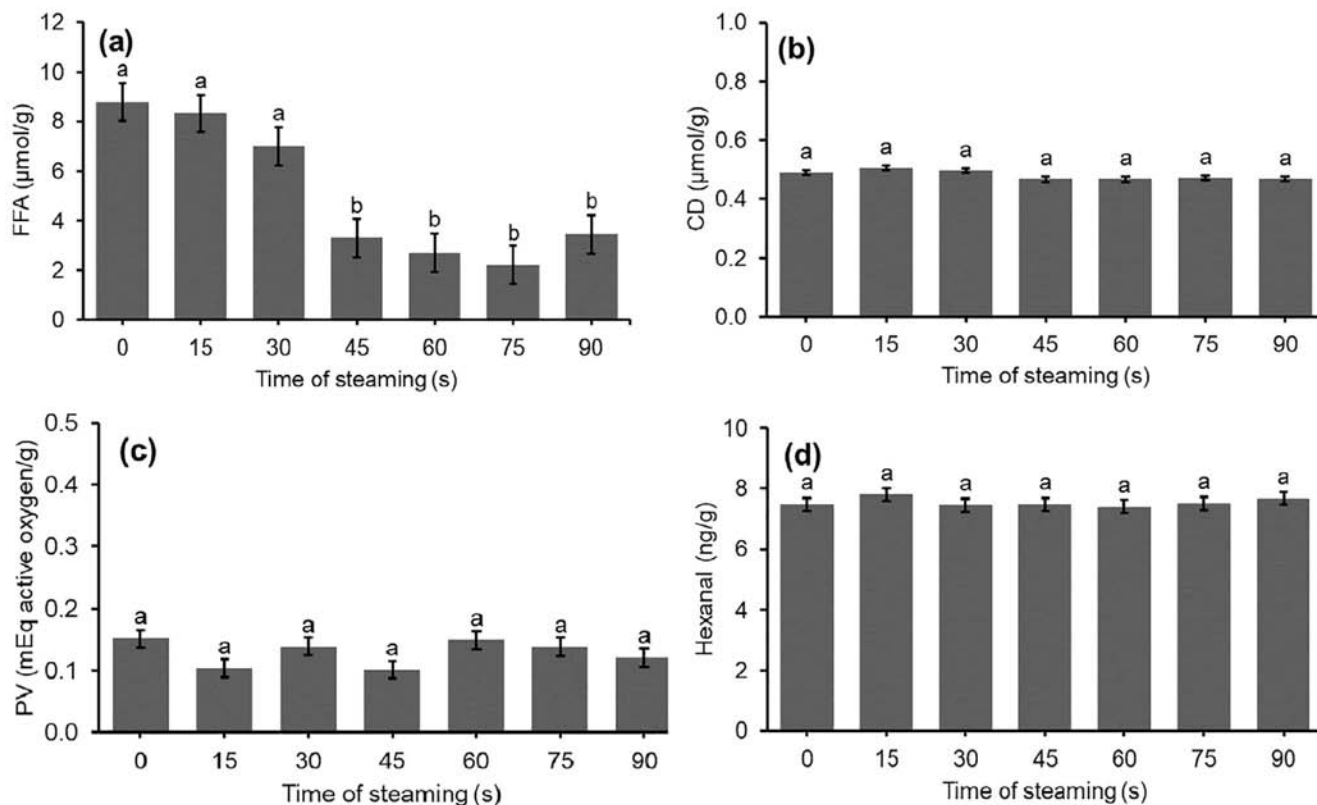 (a)
FFA (µmol/g)
12
10
8
6
4
2
0
a
a
a
b
b
b
b
0 15 30 45 60 75 90
Time of steaming (s)
(b)
CD (µmol/g)
1.0
0.8
0.6
0.4
0.2
0.0
a a a a a a a
0 15 30 45 60 75 90
Time of steaming (s)
(c)
PV (mEq active oxygen/g)
0.5
0.4
0.3
0.2
0.1
0.0
a a a a a a a
0 15 30 45 60 75 90
Time of steaming (s)
(d)
Hexanal (ng/g)
10
8
6
4
2
0
a a a a a a a
0 15 30 45 60 75 90
Time of steaming (s)